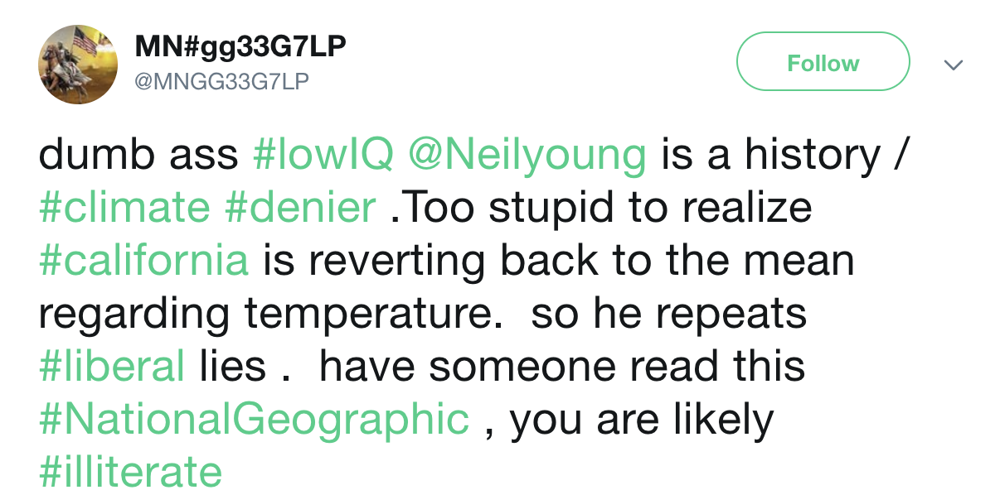 MN#gg33G7LP
@MNGG33G7LP
Follow
dumb ass #lowIQ @Neilyoung is a history /
#climate #denier .Too stupid to realize
#california is reverting back to the mean
regarding temperature.  so he repeats
#liberal lies .  have someone read this
#NationalGeographic , you are likely
#illiterate